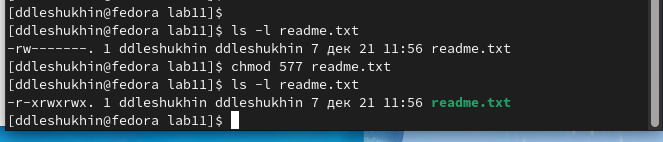 [ddleshukhin@fedora lab11]$
[ddleshukhin@fedora lab11]$ ls -l readme.txt
-rw-------. 1 ddleshukhin ddleshukhin 7 дек 21 11:56 readme.txt
[ddleshukhin@fedora lab11]$ chmod 577 readme.txt
[ddleshukhin@fedora lab11]$ ls -l readme.txt
-r-xrwxrwx. 1 ddleshukhin ddleshukhin 7 дек 21 11:56 readme.txt
[ddleshukhin@fedora lab11]$